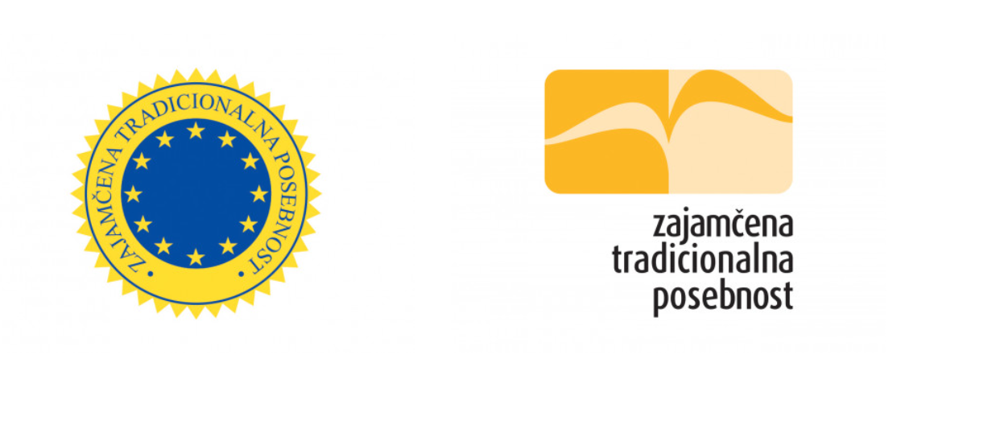 • ZAJAMČENA TRADICIONALNA POSEBNOST •
zajamčena
tradicionalna
posebnost